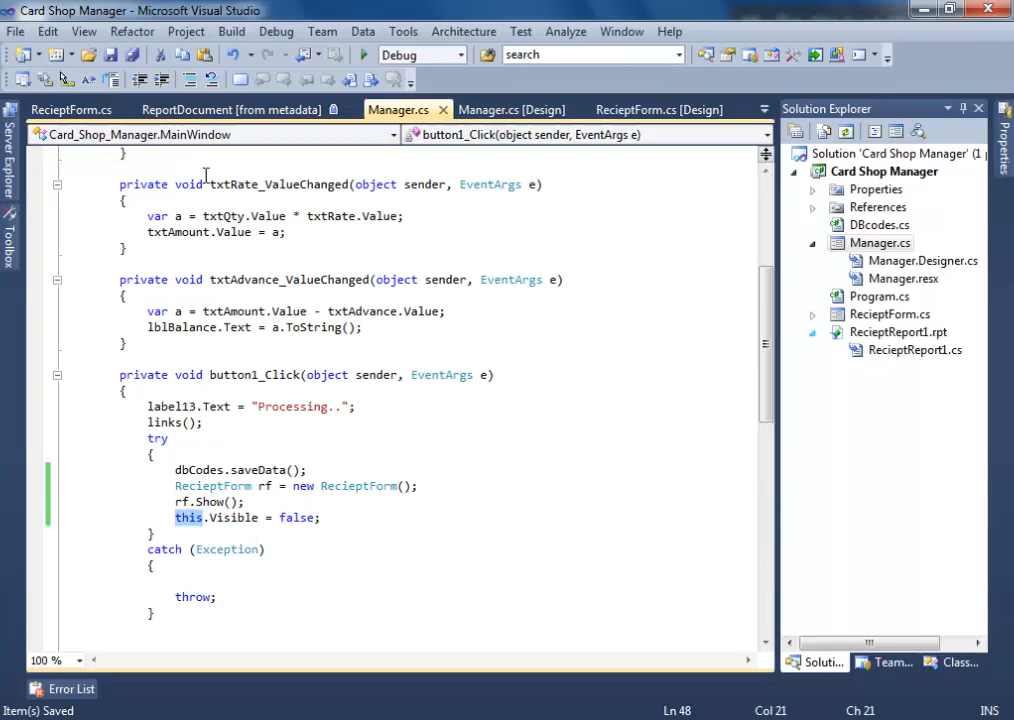 Card Shop Manager - Microsoft Visual Studio
File Edit View Refactor Project Build Debug Team Data Tools Architecture Test Analyze Window Help
Debug search
RecieptForm.cs ReportDocument [from metadata] Manager.cs Manager.cs [Design] RecieptForm.cs [Design]
Card_Shop_Manager.MainWindow button1_Click(object sender, EventArgs e)
}
private void txtRate_ValueChanged(object sender, EventArgs e)
{
var a = txtQty.Value * txtRate.Value;
txtAmount.Value = a;
}
private void txtAdvance_ValueChanged(object sender, EventArgs e)
{
var a = txtAmount.Value - txtAdvance.Value;
lblBalance.Text = a.ToString();
}
private void button1_Click(object sender, EventArgs e)
{
label13.Text = "Processing..";
links();
try
{
dbCodes.saveData();
RecieptForm rf = new RecieptForm();
rf.Show();
this.Visible = false;
}
catch (Exception)
{
throw;
}
100 %
Error List
Item(s) Saved Ln 48 Col 21 Ch 21 INS
Solution Explorer
Solution 'Card Shop Manager' (1 p
Card Shop Manager
Properties
References
DBcodes.cs
Manager.cs
Manager.Designer.cs
Manager.resx
Program.cs
RecieptForm.cs
RecieptReport1.rpt
RecieptReport1.cs
Soluti... Team... Class...
Server Explorer
Toolbox
Properties